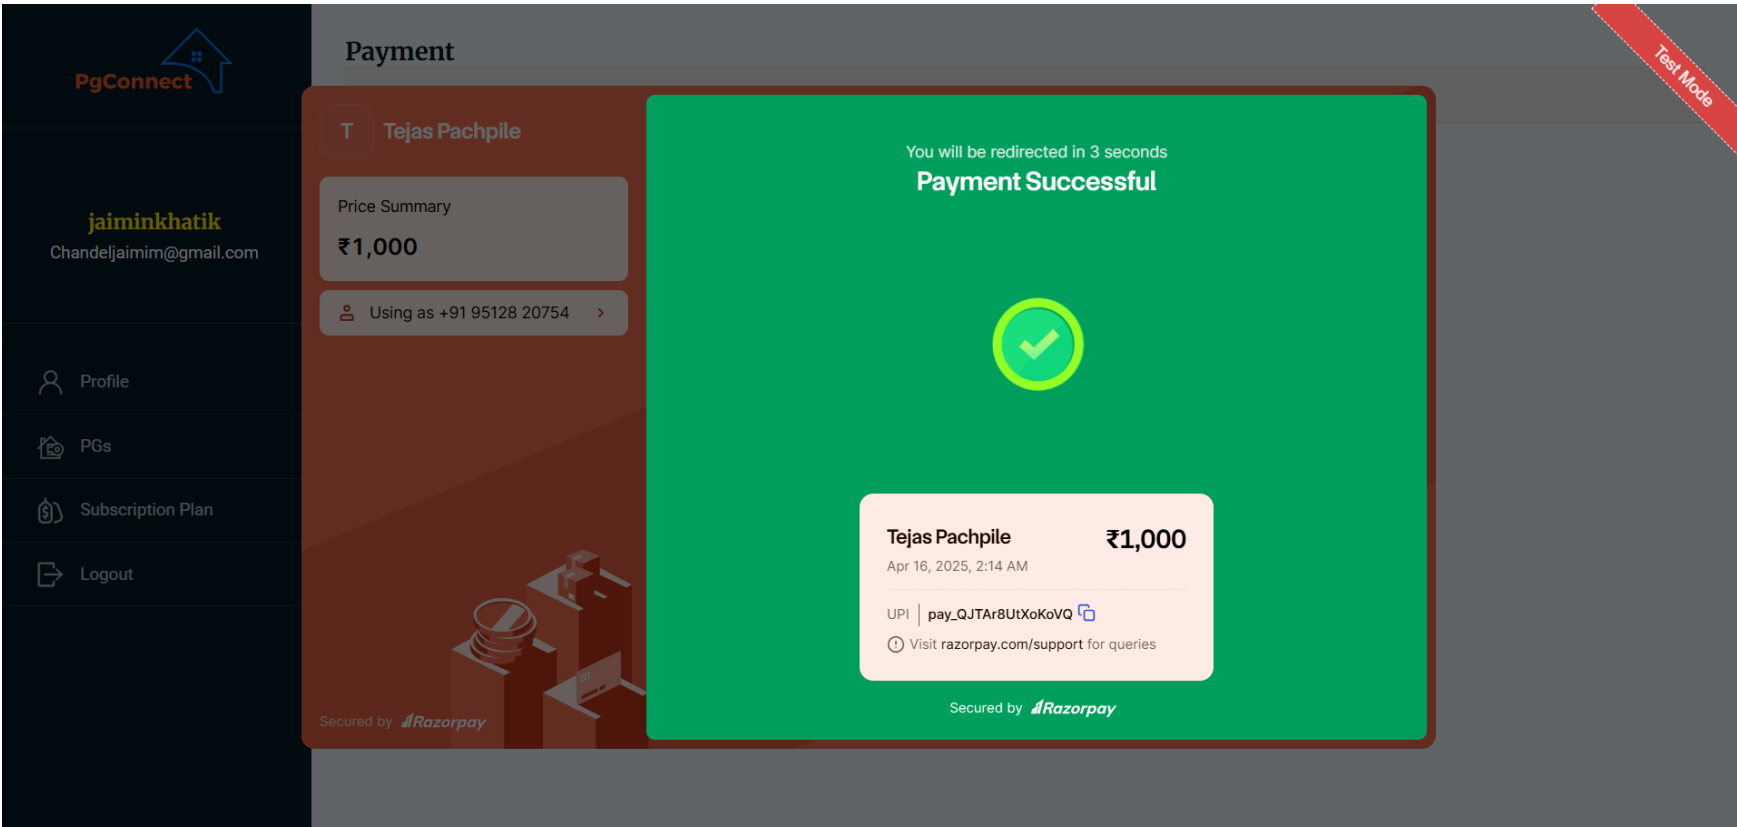 PgConnect
jaiminkhatik
Chandeljaimim@gmail.com
Profile
PGs
Subscription Plan
Logout
Payment
Test Mode
T Tejas Pachpile
Price Summary
₹1,000
Using as +91 95128 20754
Secured by Razorpay
You will be redirected in 3 seconds
Payment Successful
Tejas Pachpile ₹1,000
Apr 16, 2025, 2:14 AM
UPI | pay_QJTAr8UtXoKoVQ
Visit razorpay.com/support for queries
Secured by Razorpay